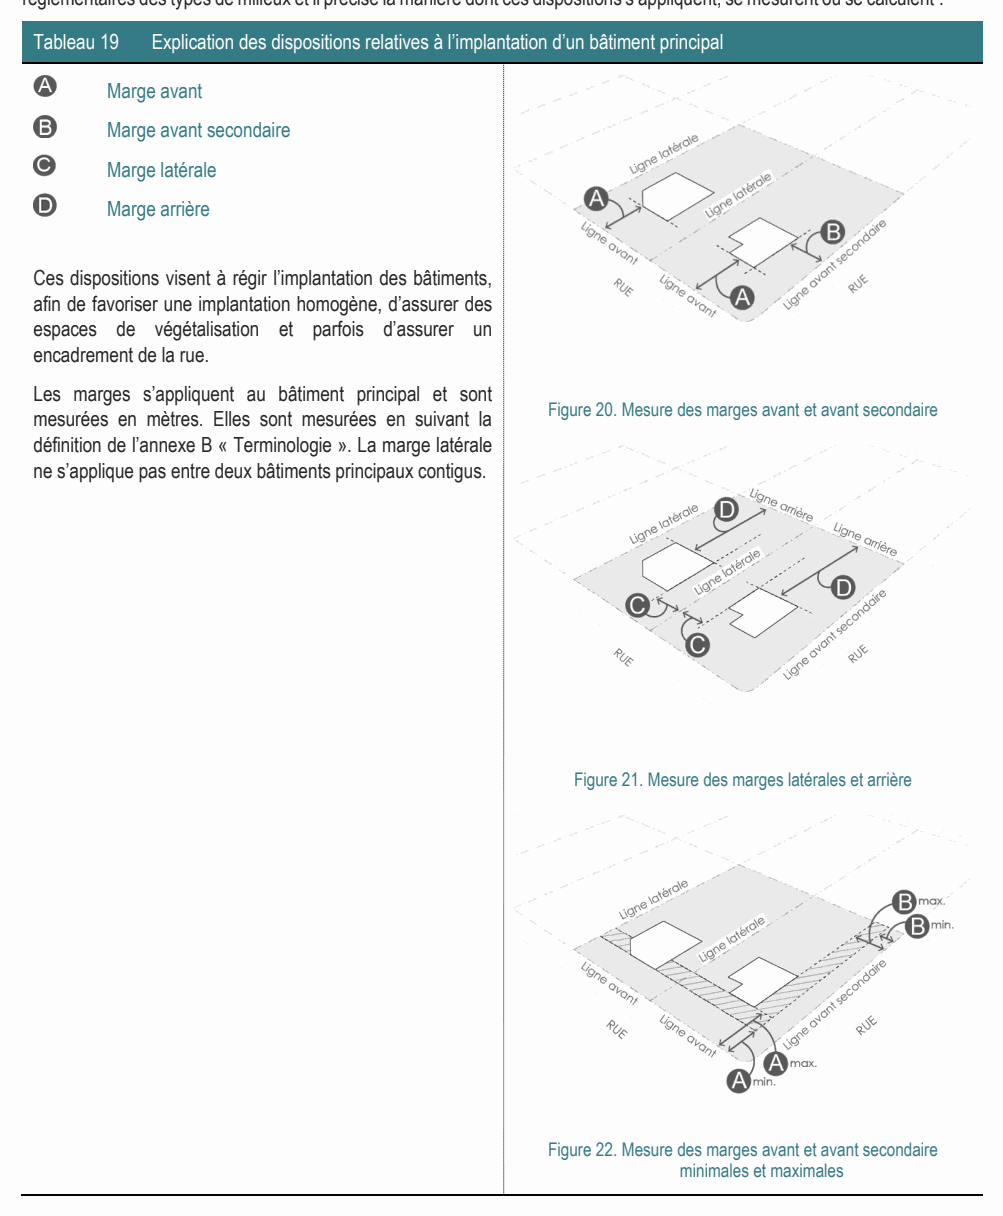 réglementaires des types de milieux et il précise la manière dont ces dispositions s'appliquent, se mesurent ou se calculent :
Tableau 19 Explication des dispositions relatives à l'implantation d'un bâtiment principal
A Marge avant
B Marge avant secondaire
C Marge latérale
D Marge arrière
Ces dispositions visent à régir l'implantation des bâtiments,
afin de favoriser une implantation homogène, d'assurer des
espaces de végétalisation et parfois d'assurer un
encadrement de la rue.
Les marges s'appliquent au bâtiment principal et sont
mesurées en mètres. Elles sont mesurées en suivant la
définition de l'annexe B « Terminologie ». La marge latérale
ne s'applique pas entre deux bâtiments principaux contigus.
Ligne latérale
Ligne latérale
A
B
Ligne avant
Ligne avant secondaire
RUE
Ligne avant
A
RUE
Figure 20. Mesure des marges avant et avant secondaire
Ligne arrière
D
Ligne latérale
Ligne arrière
Ligne latérale
D
C
C
Ligne avant secondaire
RUE
RUE
Figure 21. Mesure des marges latérales et arrière
Ligne latérale
B max.
Ligne latérale
B min.
Ligne avant
Ligne avant secondaire
RUE
Ligne avant
RUE
A max.
A min.
Figure 22. Mesure des marges avant et avant secondaire
minimales et maximales